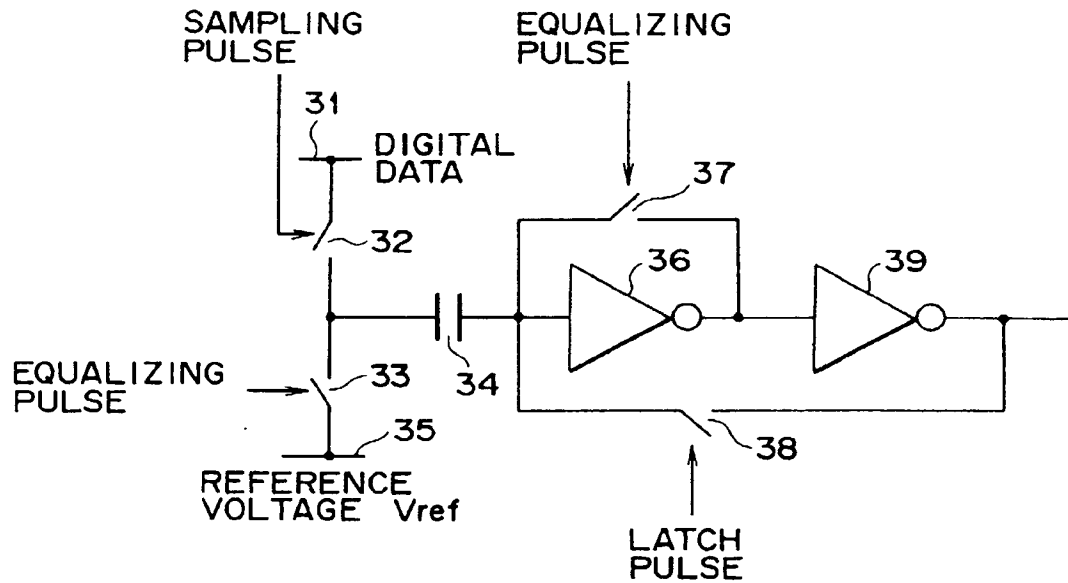 SAMPLING
PULSE
EQUALIZING
PULSE
31
DIGITAL
DATA
37
32
36
39
34
EQUALIZING
PULSE
33
35
38
REFERENCE
VOLTAGE Vref
LATCH
PULSE